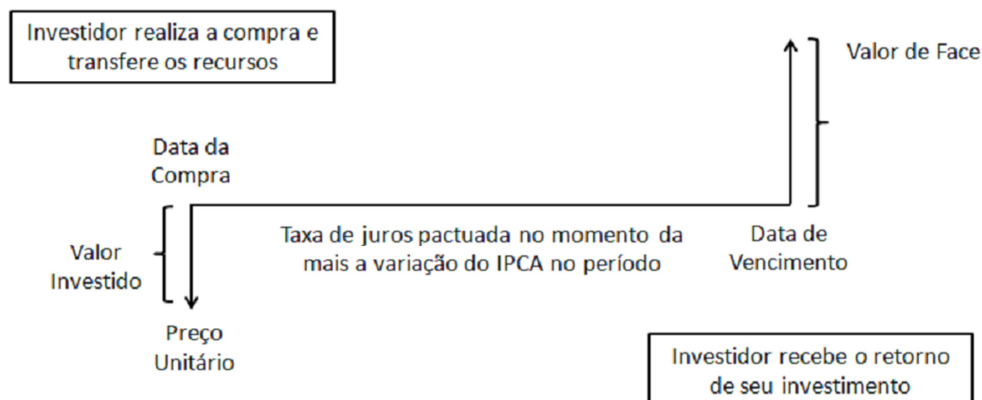 Investidor realiza a compra e
transfere os recursos
Valor de Face
Data da
Compra
Valor
Investido
Taxa de juros pactuada no momento da
mais a variação do IPCA no período
Data de
Vencimento
Preço
Unitário
Investidor recebe o retorno
de seu investimento